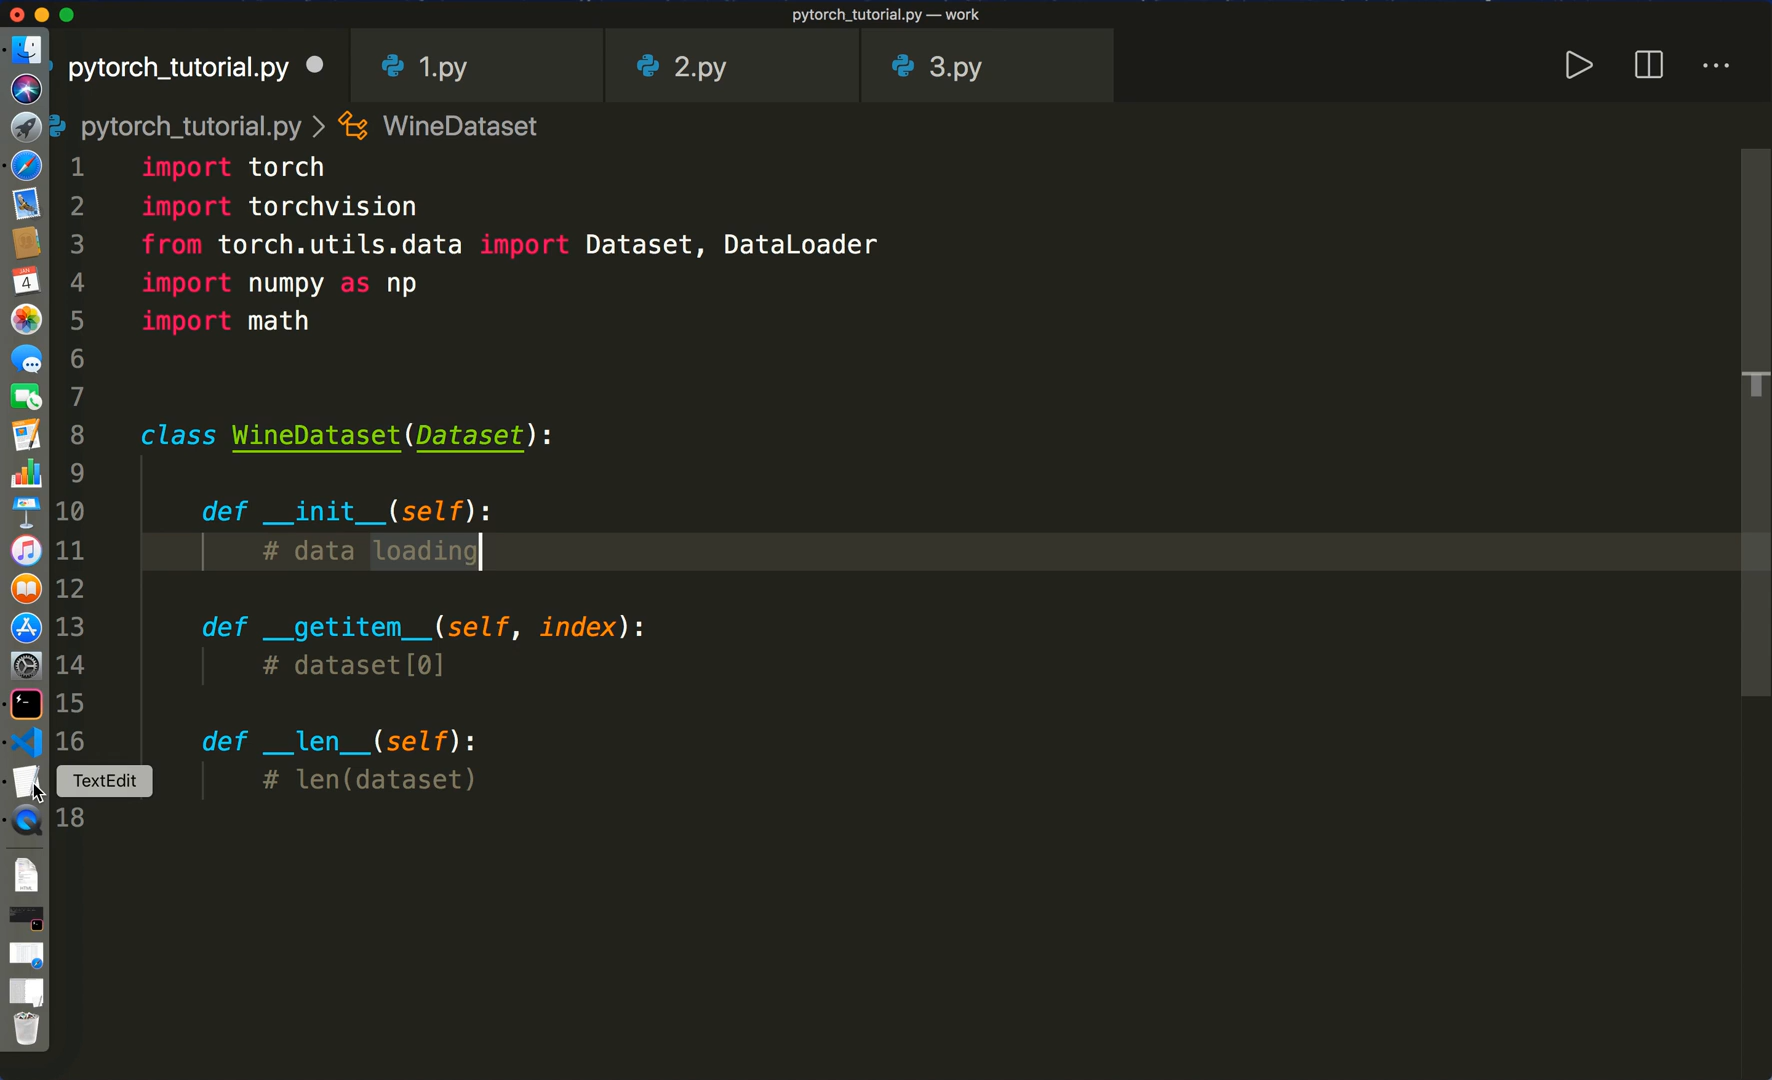 pytorch_tutorial.py — work
pytorch_tutorial.py
1.py
2.py
3.py
pytorch_tutorial.py > WineDataset
1 import torch
2 import torchvision
3 from torch.utils.data import Dataset, DataLoader
4 import numpy as np
5 import math
6
7
8 class WineDataset(Dataset):
9
10 def __init__(self):
11 # data loading
12
13 def __getitem__(self, index):
14 # dataset[0]
15
16 def __len__(self):
# len(dataset)
TextEdit
18
JAN
4
HTML